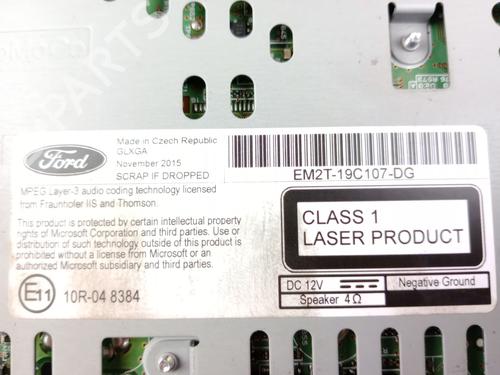 Ford
Made in Czech Republic
GLXGA
November 2015
SCRAP IF DROPPED
EM2T-19C107-DG
MPEG Layer-3 audio coding technology licensed
from Fraunhofer IIS and Thomson.
This product is protected by certain intellectual property
rights of Microsoft Corporation and third parties. Use or
distribution of such technology outside of this product is
prohibited without a license from Microsoft or an
authorized Microsoft subsidiary and third parties.
CLASS 1
LASER PRODUCT
DC 12V
Negative Ground
Speaker 4Ω
E11 10R-04 8384